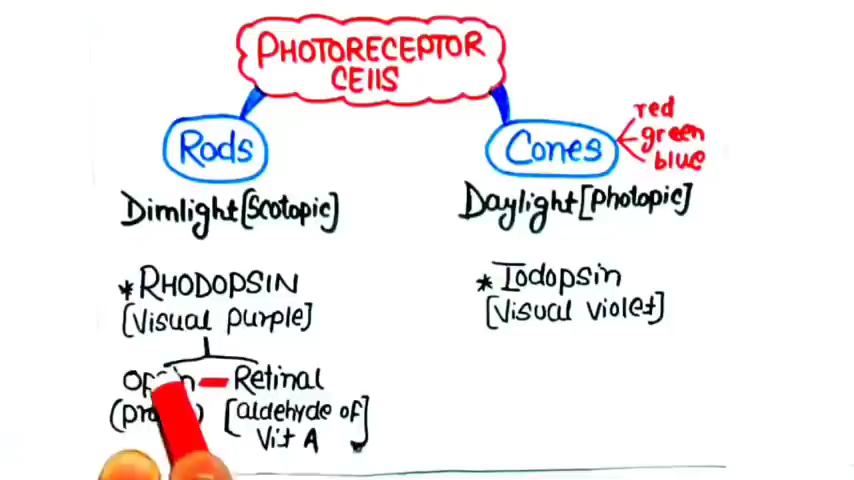 PHOTORECEPTOR
CEllS
Rods
Cones
red
green
blue
Dimlight [Scotopic]
Daylight [Photopic]
* RHODOPSIN
[Visual purple]
* Iodopsin
[Visual violet]
Retinal
[aldehyde of
Vit A]